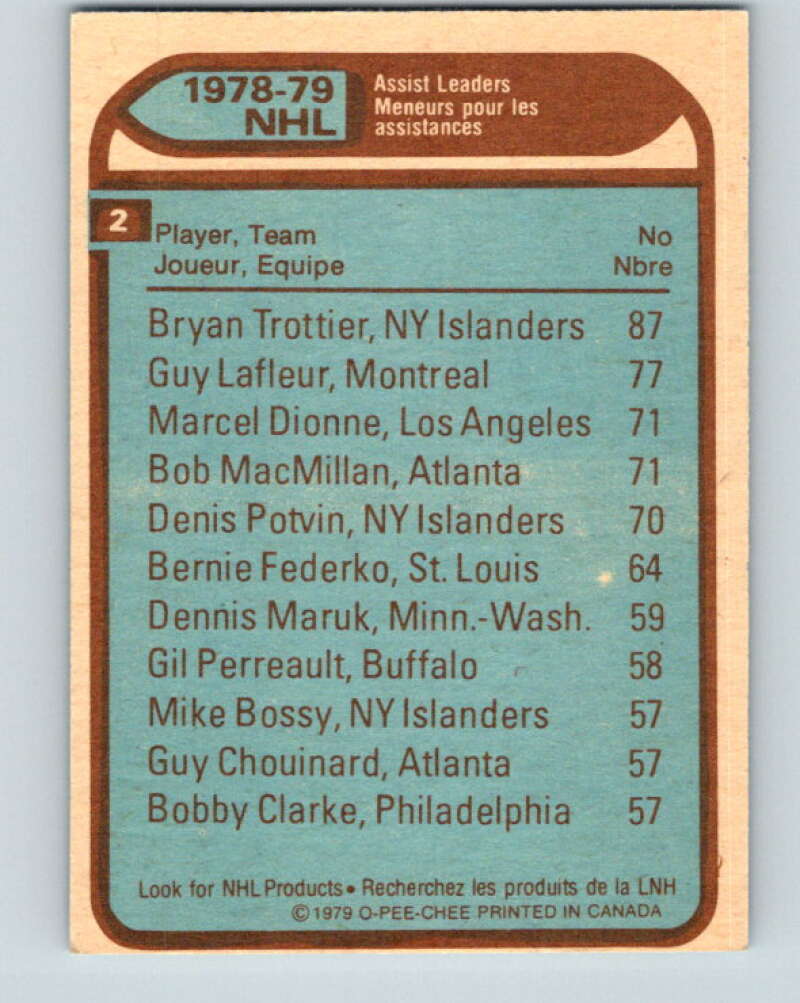 1978-79
NHL
Assist Leaders
Meneurs pour les
assistances
2
Player, Team No
Joueur, Equipe Nbre
Bryan Trottier, NY Islanders 87
Guy Lafleur, Montreal 77
Marcel Dionne, Los Angeles 71
Bob MacMillan, Atlanta 71
Denis Potvin, NY Islanders 70
Bernie Federko, St. Louis 64
Dennis Maruk, Minn.-Wash. 59
Gil Perreault, Buffalo 58
Mike Bossy, NY Islanders 57
Guy Chouinard, Atlanta 57
Bobby Clarke, Philadelphia 57
Look for NHL Products • Recherchez les produits de la LNH
© 1979 O-PEE-CHEE PRINTED IN CANADA